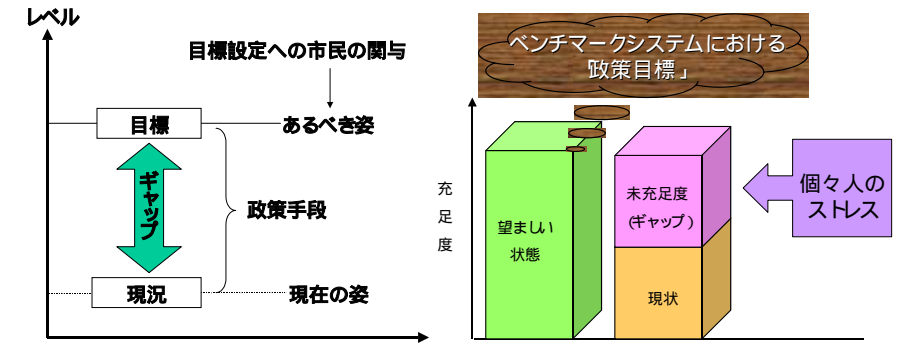 レベル
目標設定への市民の関与
目標
あるべき姿
ギャップ
政策手段
現況
現在の姿
ベンチマークシステムにおける
「政策目標」
充足度
望ましい
状態
未充足度
(ギャップ)
現状
個々人の
ストレス